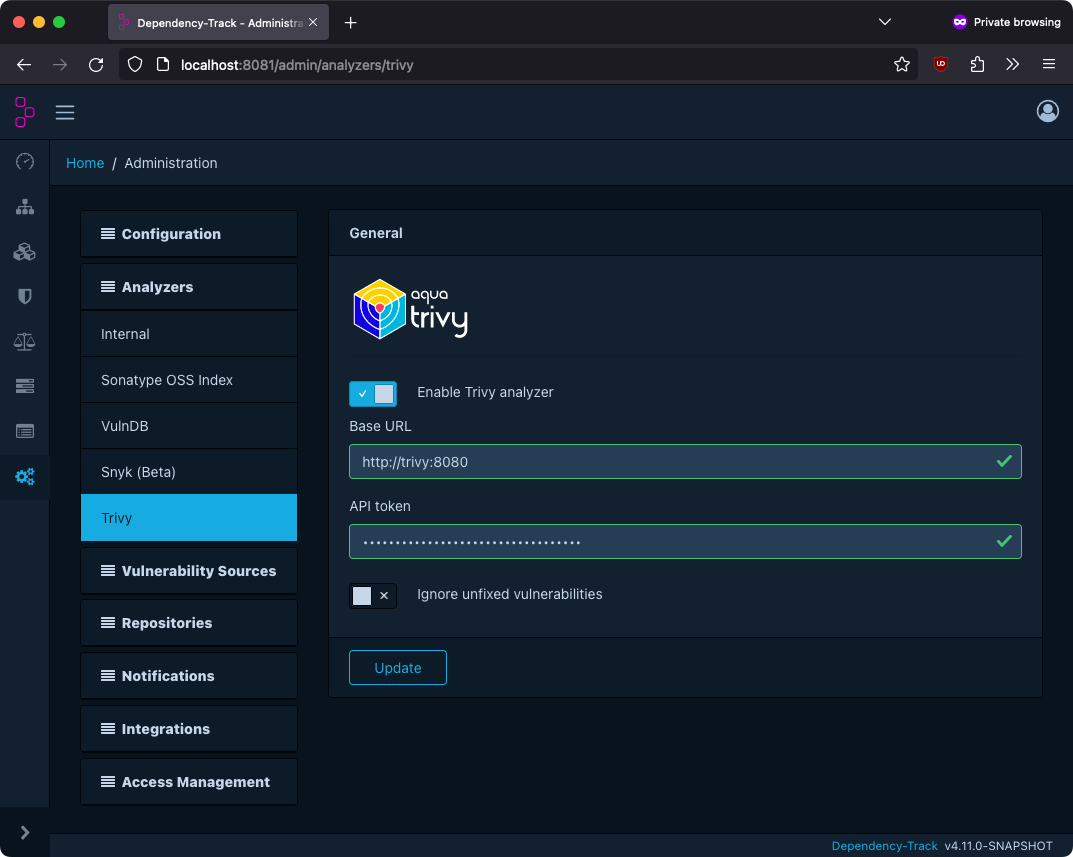 Dependency-Track - Administra
Private browsing
localhost:8081/admin/analyzers/trivy
Home / Administration
Configuration
Analyzers
Internal
Sonatype OSS Index
VulnDB
Snyk (Beta)
Trivy
Vulnerability Sources
Repositories
Notifications
Integrations
Access Management
General
aqua
trivy
Enable Trivy analyzer
Base URL
http://trivy:8080
API token
•••••••••••••••••••••••••••••••••
Ignore unfixed vulnerabilities
Update
Dependency-Track v4.11.0-SNAPSHOT